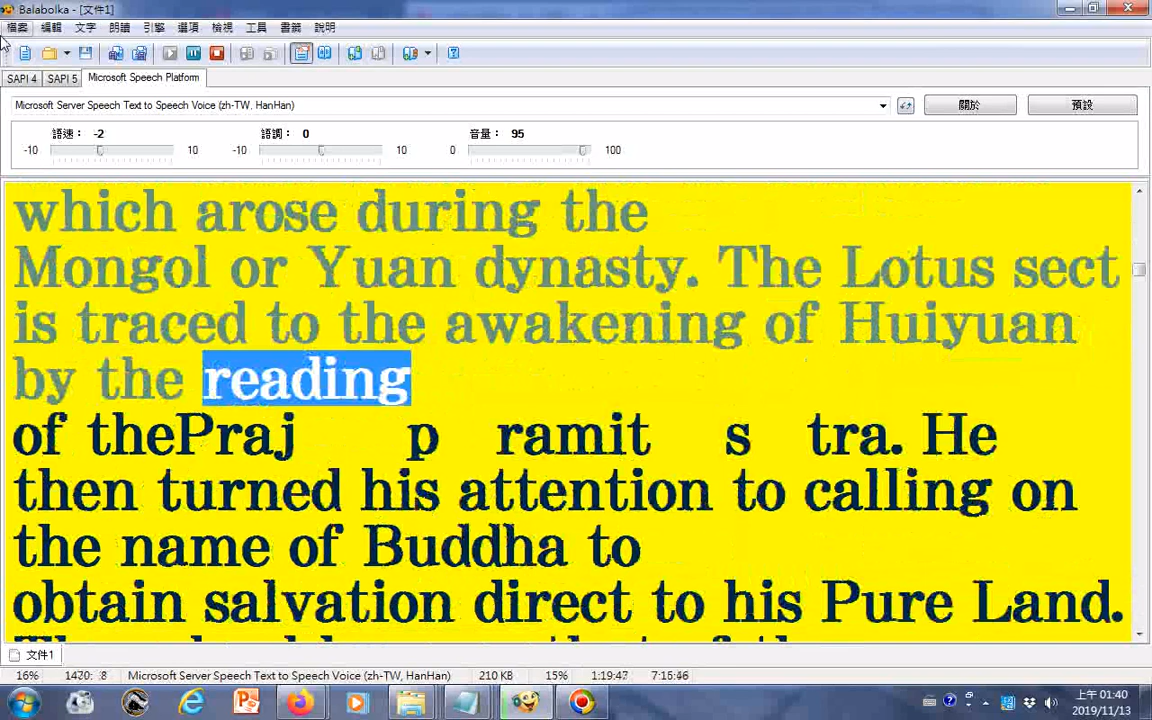 Balabolka - [文件1]
檔案 編輯 文字 朗讀 引擎 選項 檢視 工具 書籤 說明
SAPI 4 SAPI 5 Microsoft Speech Platform
Microsoft Server Speech Text to Speech Voice (zh-TW, HanHan) 關於 預設
語速: -2 語調: 0 音量: 95
-10 10 -10 10 0 100
which arose during the
Mongol or Yuan dynasty. The Lotus sect
is traced to the awakening of Huiyuan
by the reading
of thePraj p ramit s tra. He
then turned his attention to calling on
the name of Buddha to
obtain salvation direct to his Pure Land.
文件1
16% Microsoft Server Speech Text to Speech Voice (zh-TW, HanHan) 210 KB 15% 1:19:47 7:15:46
上午 01:40
2019/11/13